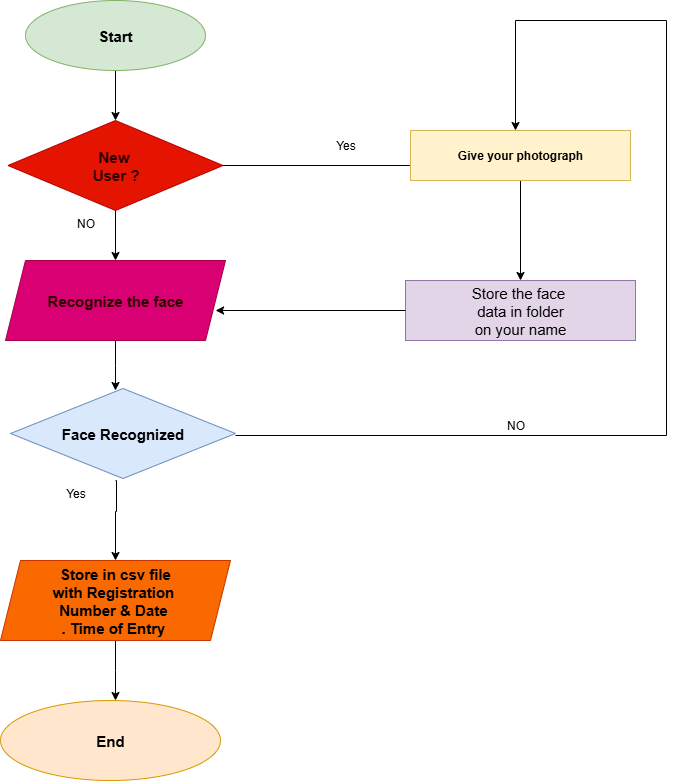 Start
New
User ?
Yes
Give your photograph
NO
Recognize the face
Store the face
data in folder
on your name
Face Recognized
NO
Yes
Store in csv file
with Registration
Number & Date
. Time of Entry
End